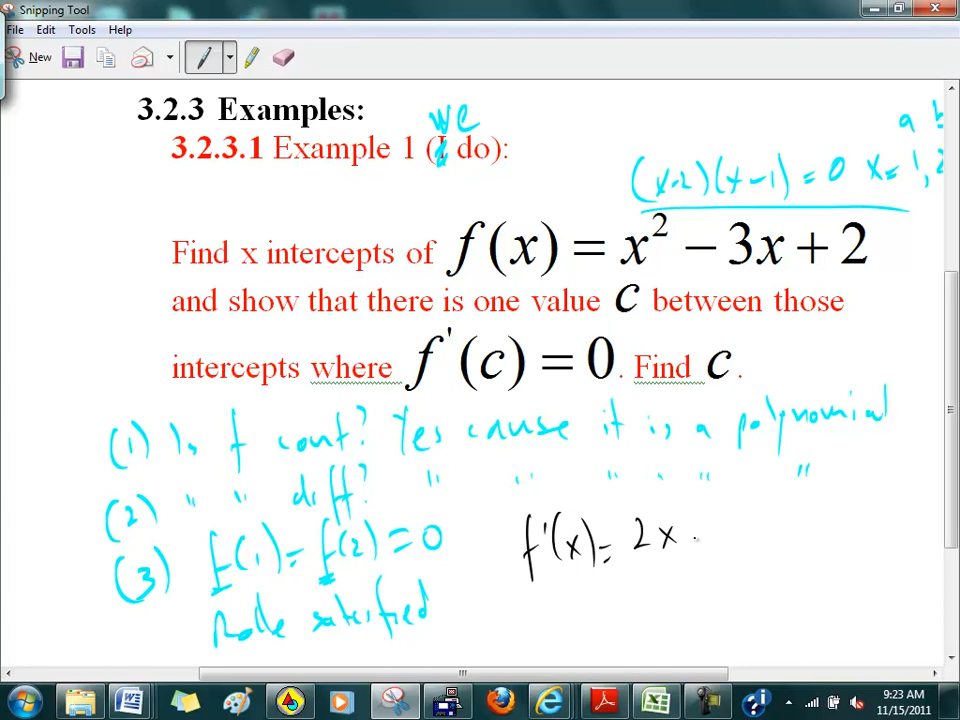 Snipping Tool
File Edit Tools Help
New
3.2.3 Examples:
we
3.2.3.1 Example 1 (I do):
a b
(x-2)(x-1) = 0 x = 1, 2
Find x intercepts of f(x) = x² − 3x + 2
and show that there is one value c between those
intercepts where f'(c) = 0. Find c.
(1) Is f cont? Yes cause it is a polynomial
(2) " " diff? " " " " " "
(3) f(1) = f(2) = 0
f'(x) = 2x -
Rolle satisfied
9:23 AM
11/15/2011